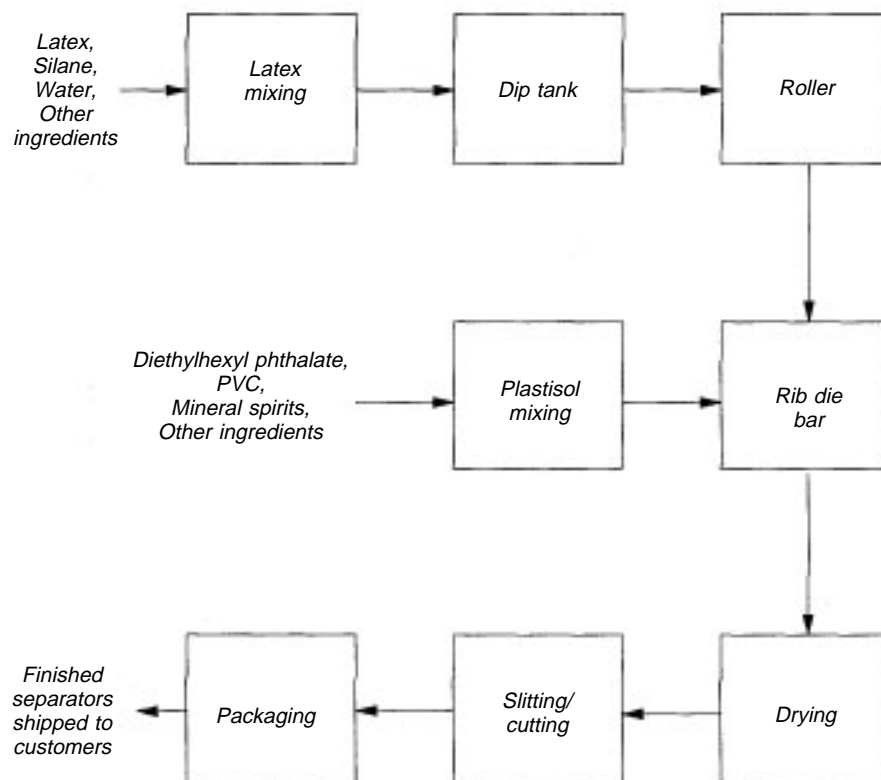 Latex,
Silane,
Water,
Other
ingredients
Latex
mixing
Dip tank
Roller
Diethylhexyl phthalate,
PVC,
Mineral spirits,
Other ingredients
Plastisol
mixing
Rib die
bar
Finished
separators
shipped to
customers
Packaging
Slitting/
cutting
Drying